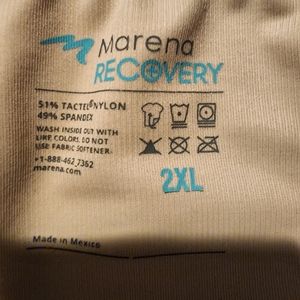 Marena
RECOVERY
51% TACTEL® NYLON
49% SPANDEX
WASH INSIDE OUT WITH
LIKE COLORS. DO NOT
USE FABRIC SOFTENER.
+1-888-462-7362
marena.com
2XL
Made in Mexico